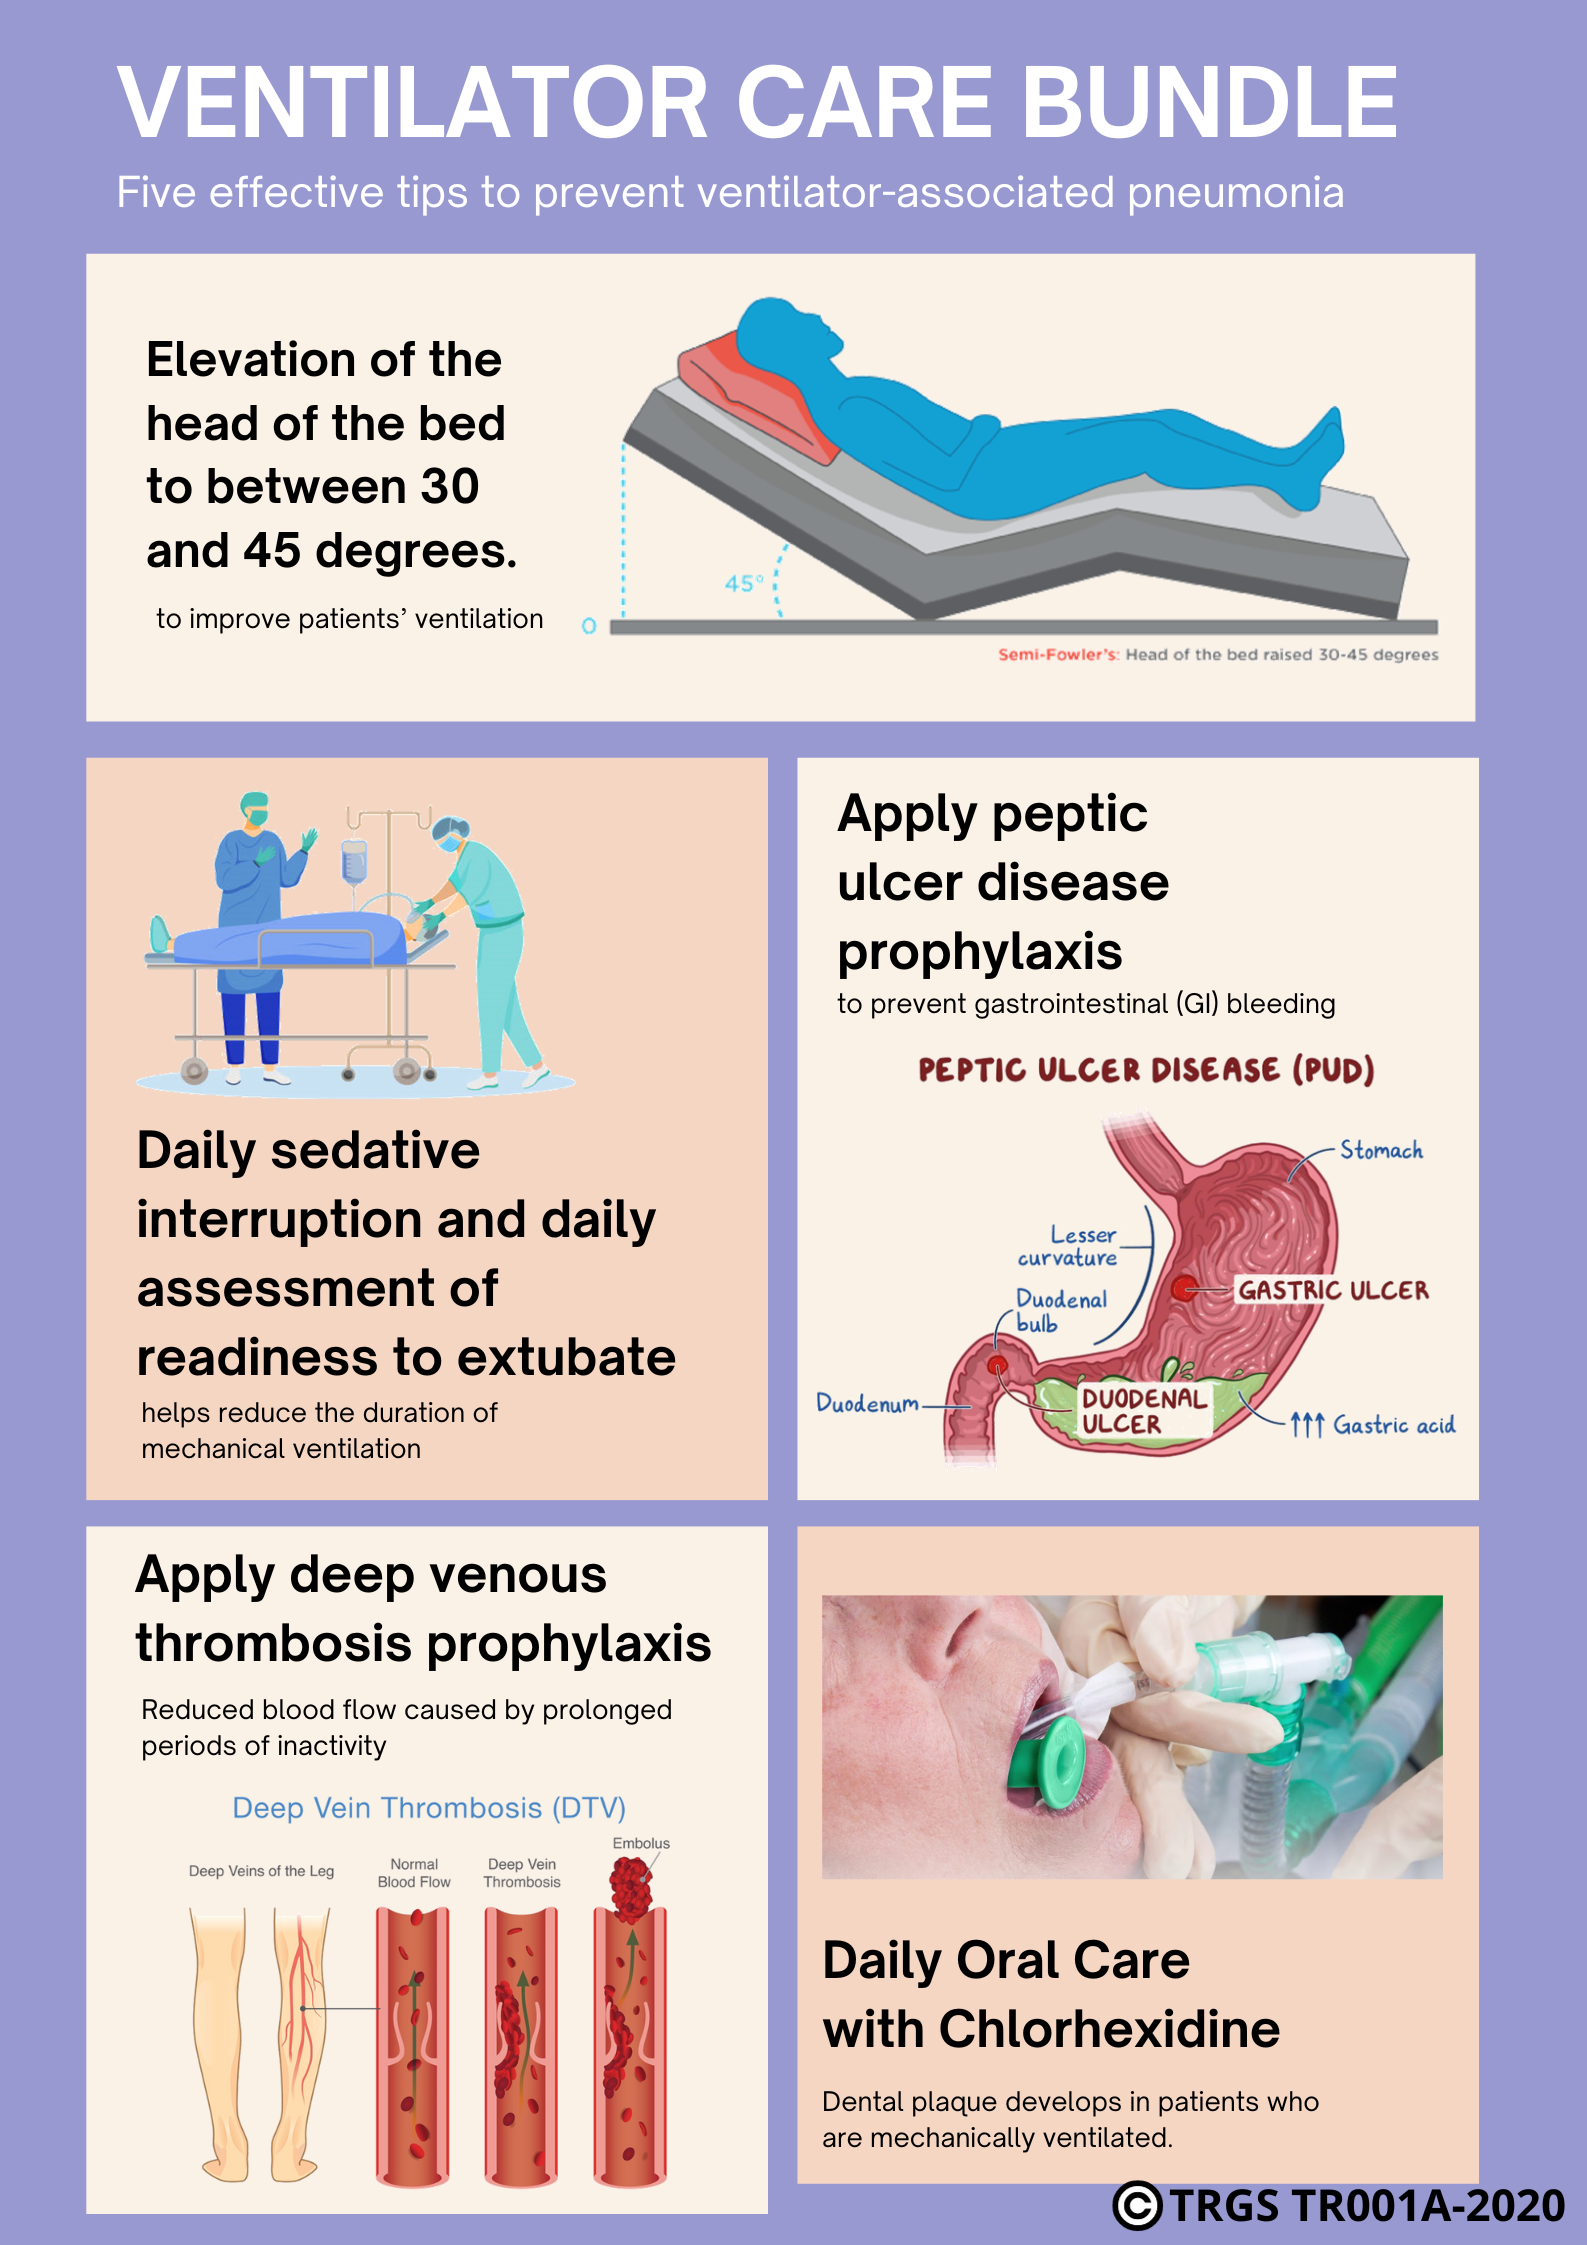 VENTILATOR CARE BUNDLE
Five effective tips to prevent ventilator-associated pneumonia
Elevation of the
head of the bed
to between 30
and 45 degrees.
to improve patients’ ventilation
45°
0
Semi-Fowler's: Head of the bed raised 30-45 degrees
Daily sedative
interruption and daily
assessment of
readiness to extubate
helps reduce the duration of
mechanical ventilation
Apply peptic
ulcer disease
prophylaxis
to prevent gastrointestinal (GI) bleeding
PEPTIC ULCER DISEASE (PUD)
Stomach
Lesser
curvature
GASTRIC ULCER
Duodenal
bulb
Duodenum
DUODENAL
ULCER
↑↑↑ Gastric acid
Apply deep venous
thrombosis prophylaxis
Reduced blood flow caused by prolonged
periods of inactivity
Deep Vein Thrombosis (DTV)
Embolus
Deep Veins of the Leg
Normal
Blood Flow
Deep Vein
Thrombosis
Daily Oral Care
with Chlorhexidine
Dental plaque develops in patients who
are mechanically ventilated.
© TRGS TR001A-2020